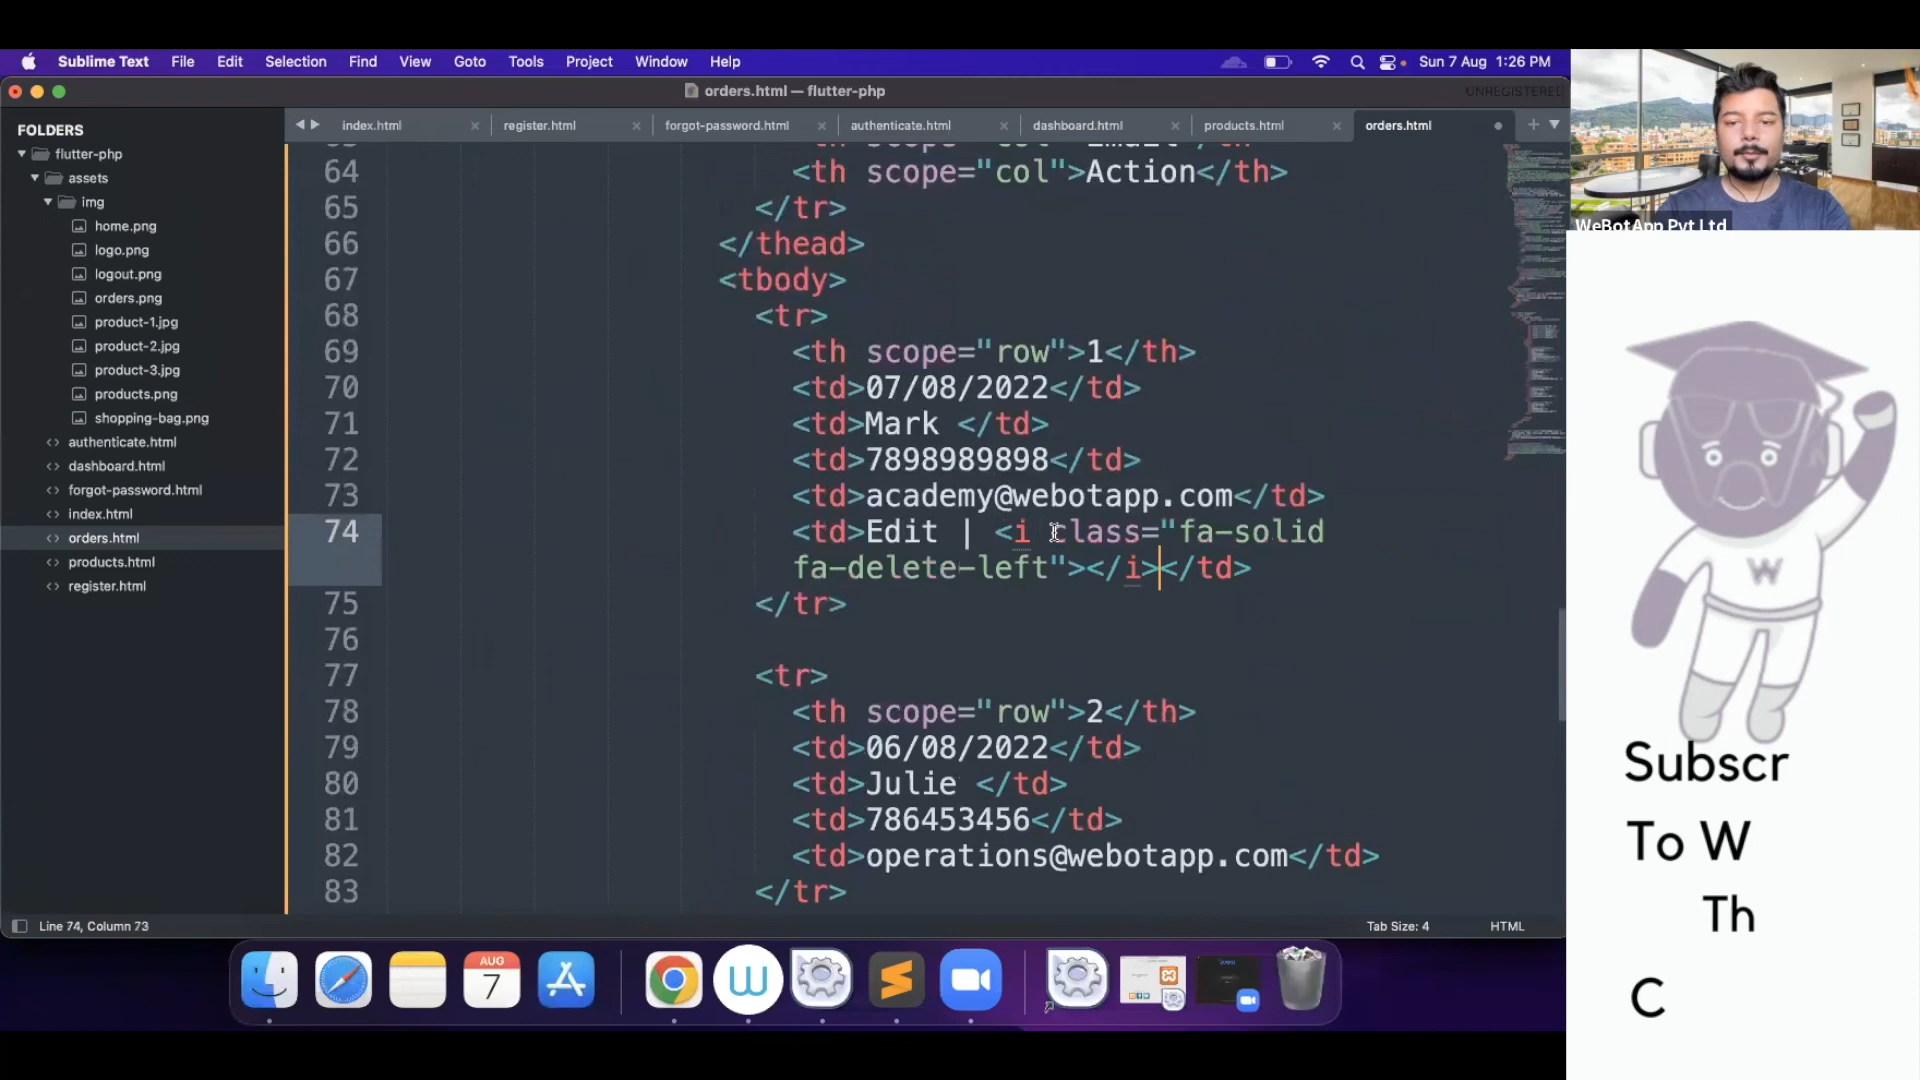 Sublime Text File Edit Selection Find View Goto Tools Project Window Help Sun 7 Aug 1:26 PM
orders.html — flutter-php UNREGISTERED
FOLDERS
flutter-php
assets
img
home.png
logo.png
logout.png
orders.png
product-1.jpg
product-2.jpg
product-3.jpg
products.png
shopping-bag.png
authenticate.html
dashboard.html
forgot-password.html
index.html
orders.html
products.html
register.html
index.html register.html forgot-password.html authenticate.html dashboard.html products.html orders.html
64 <th scope="col">Action</th>
65 </tr>
66 </thead>
67 <tbody>
68 <tr>
69 <th scope="row">1</th>
70 <td>07/08/2022</td>
71 <td>Mark </td>
72 <td>7898989898</td>
73 <td>academy@webotapp.com</td>
74 <td>Edit | <i class="fa-solid
fa-delete-left"></i></td>
75 </tr>
76
77 <tr>
78 <th scope="row">2</th>
79 <td>06/08/2022</td>
80 <td>Julie </td>
81 <td>786453456</td>
82 <td>operations@webotapp.com</td>
83 </tr>
Line 74, Column 73 Tab Size: 4 HTML
AUG
7
WeBotApp Pvt Ltd
W
Subscr
To W
Th
C